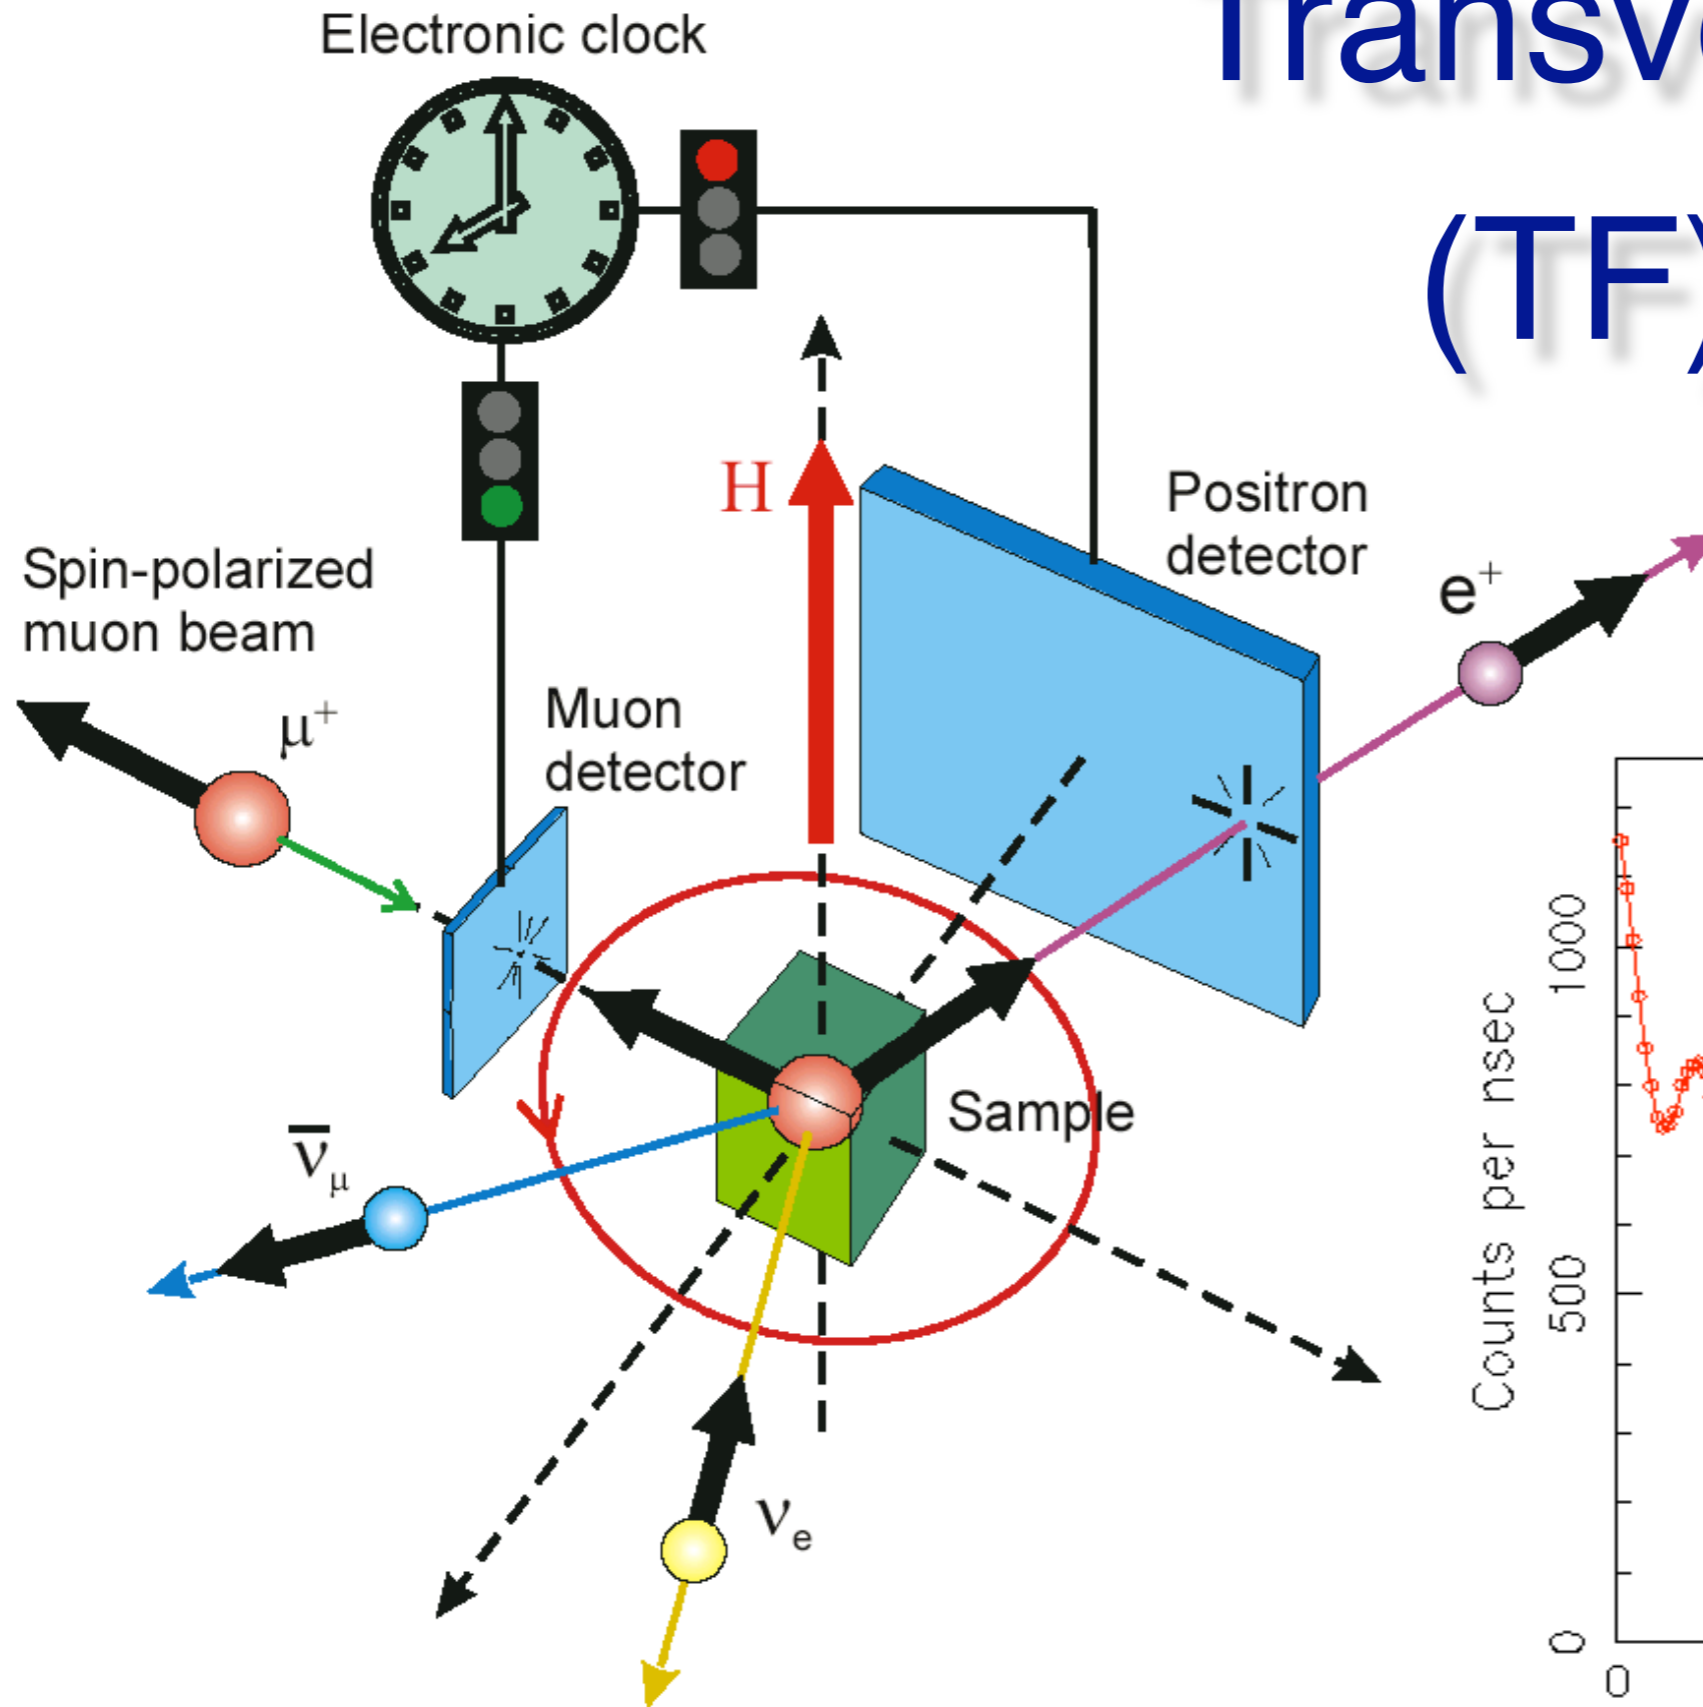 Electronic clock
(TF)
H
Positron
detector
e⁺
Spin-polarized
muon beam
μ⁺
Muon
detector
Sample
ν̄μ
νe
Counts per nsec
1000
500
0
0